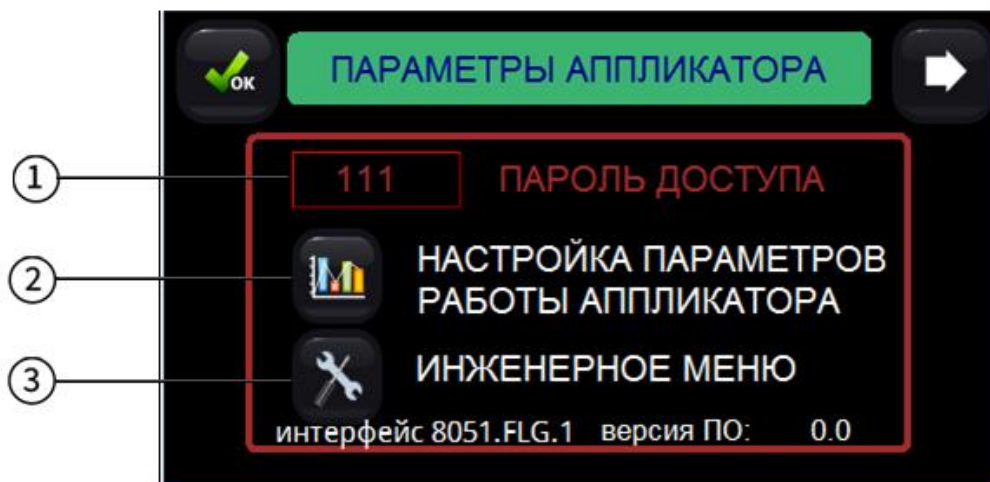 OK
ПАРАМЕТРЫ АППЛИКАТОРА
1
111 ПАРОЛЬ ДОСТУПА
2
НАСТРОЙКА ПАРАМЕТРОВ
РАБОТЫ АППЛИКАТОРА
3
ИНЖЕНЕРНОЕ МЕНЮ
интерфейс 8051.FLG.1 версия ПО: 0.0